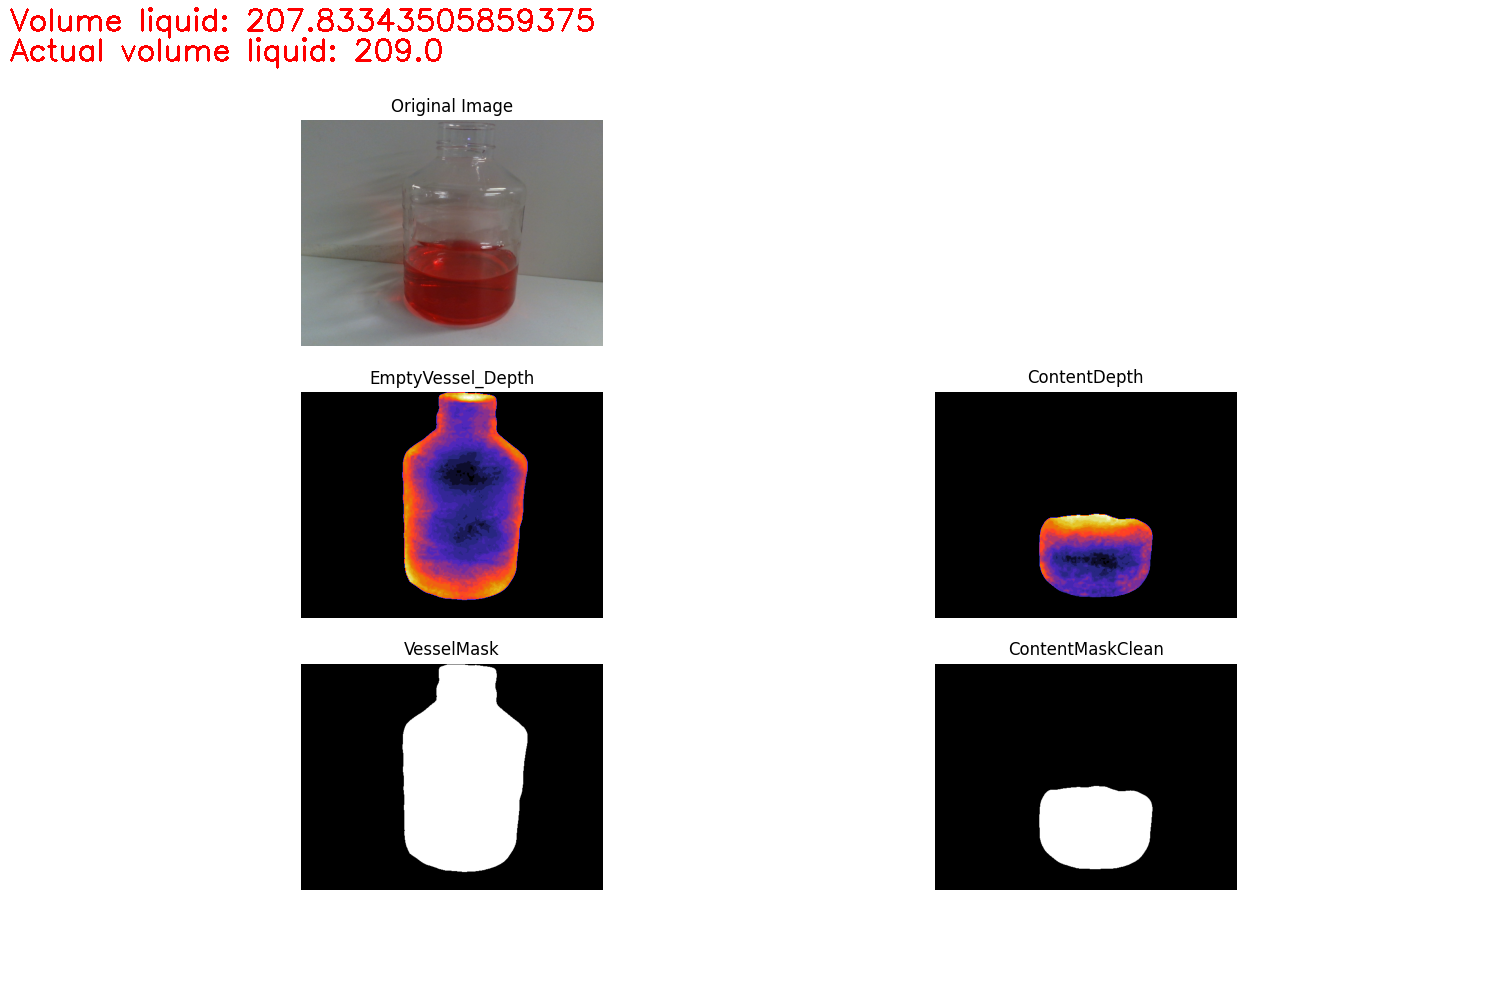 Volume liquid: 207.83343505859375
Actual volume liquid: 209.0
Original Image
EmptyVessel_Depth
ContentDepth
VesselMask
ContentMaskClean